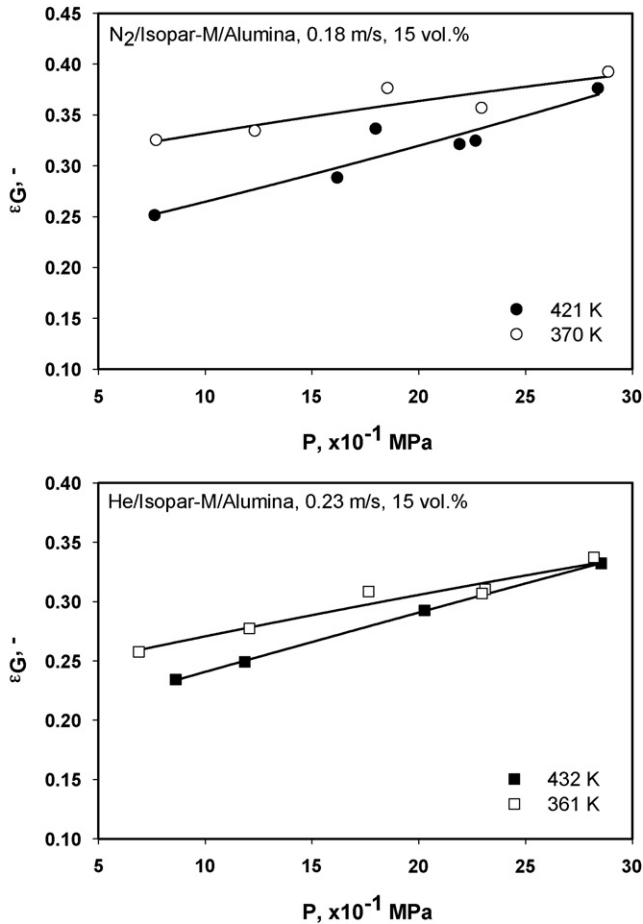 N2/Isopar-M/Alumina, 0.18 m/s, 15 vol.%
0.40
0.35
0.30
0.25
0.20
0.15
0.10
εG, -
421 K
370 K
5 10 15 20 25 30
P, x10-1 MPa
He/Isopar-M/Alumina, 0.23 m/s, 15 vol.%
0.40
0.35
0.30
0.25
0.20
0.15
0.10
εG, -
432 K
361 K
5 10 15 20 25 30
P, x10-1 MPa